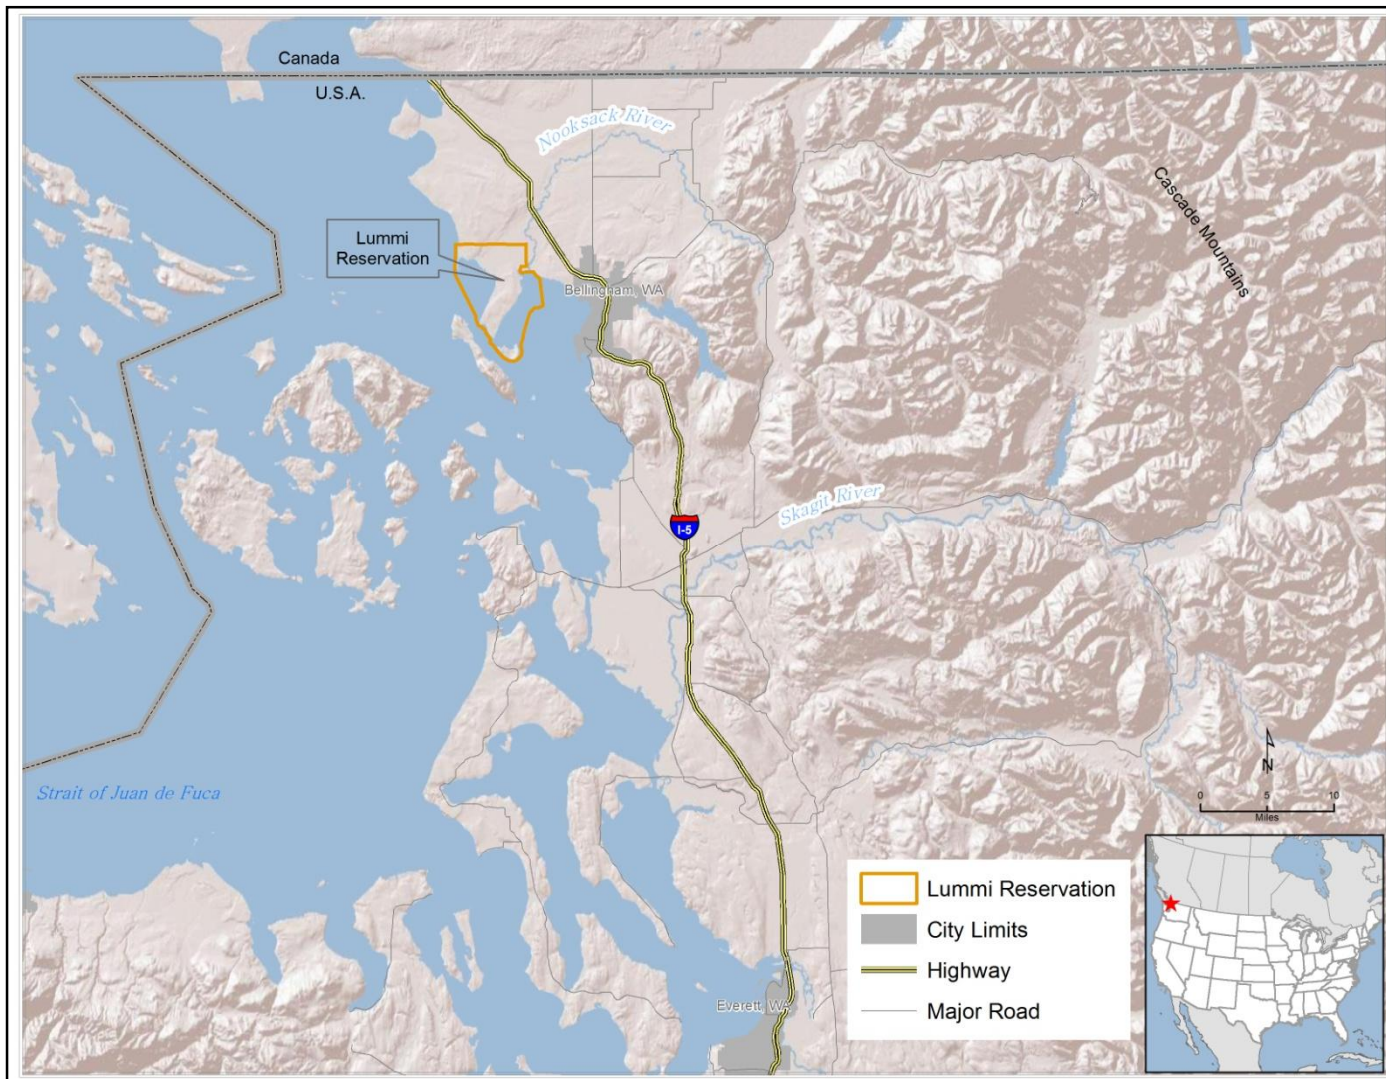 Canada
U.S.A.
Nooksack River
Cascade Mountains
Lummi
Reservation
Bellingham, WA
Skagit River
I-5
Strait of Juan de Fuca
N
0 5 10
Miles
Lummi Reservation
City Limits
Highway
Major Road
Everett, WA